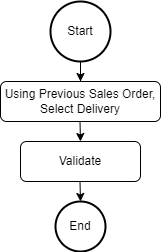 Start
Using Previous Sales Order,
Select Delivery
Validate
End